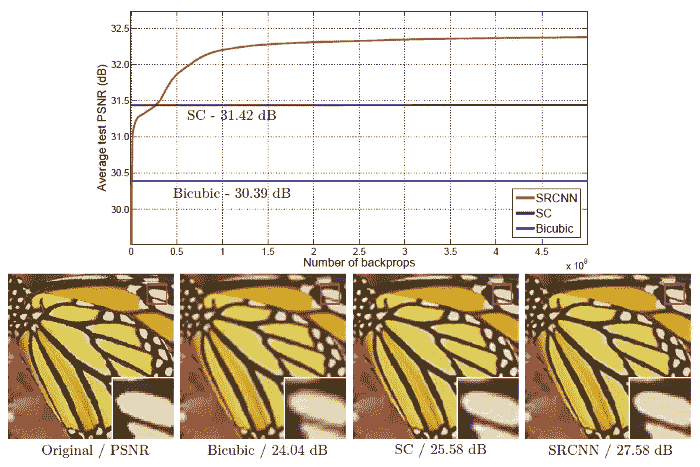 Average test PSNR (dB)
32.5
32.0
31.5
31.0
30.5
30.0
SC - 31.42 dB
Bicubic - 30.39 dB
SRCNN
SC
Bicubic
0 0.5 1 1.5 2 2.5 3 3.5 4 4.5
Number of backprops
x 10⁸
Original / PSNR
Bicubic / 24.04 dB
SC / 25.58 dB
SRCNN / 27.58 dB